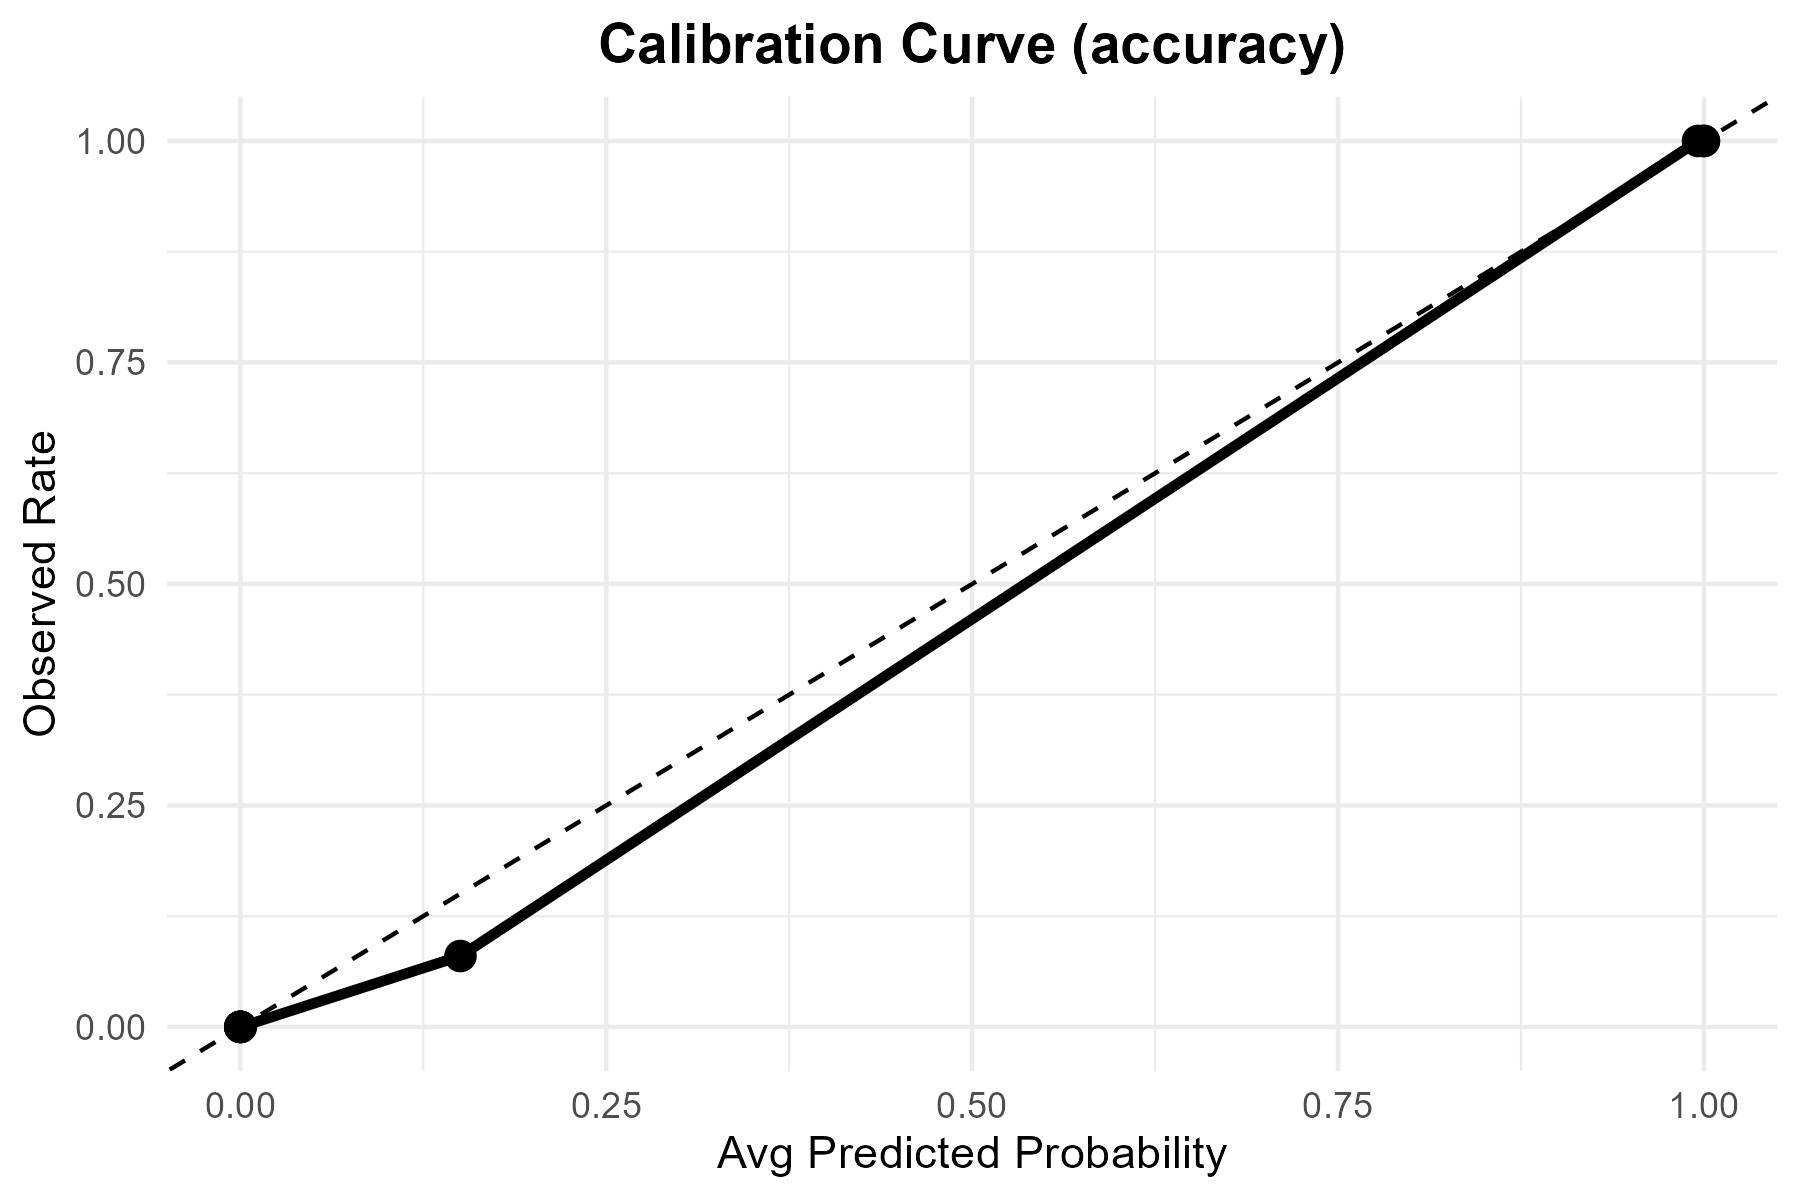 Calibration Curve (accuracy)
1.00
0.75
0.50
0.25
0.00
Observed Rate
0.00 0.25 0.50 0.75 1.00
Avg Predicted Probability